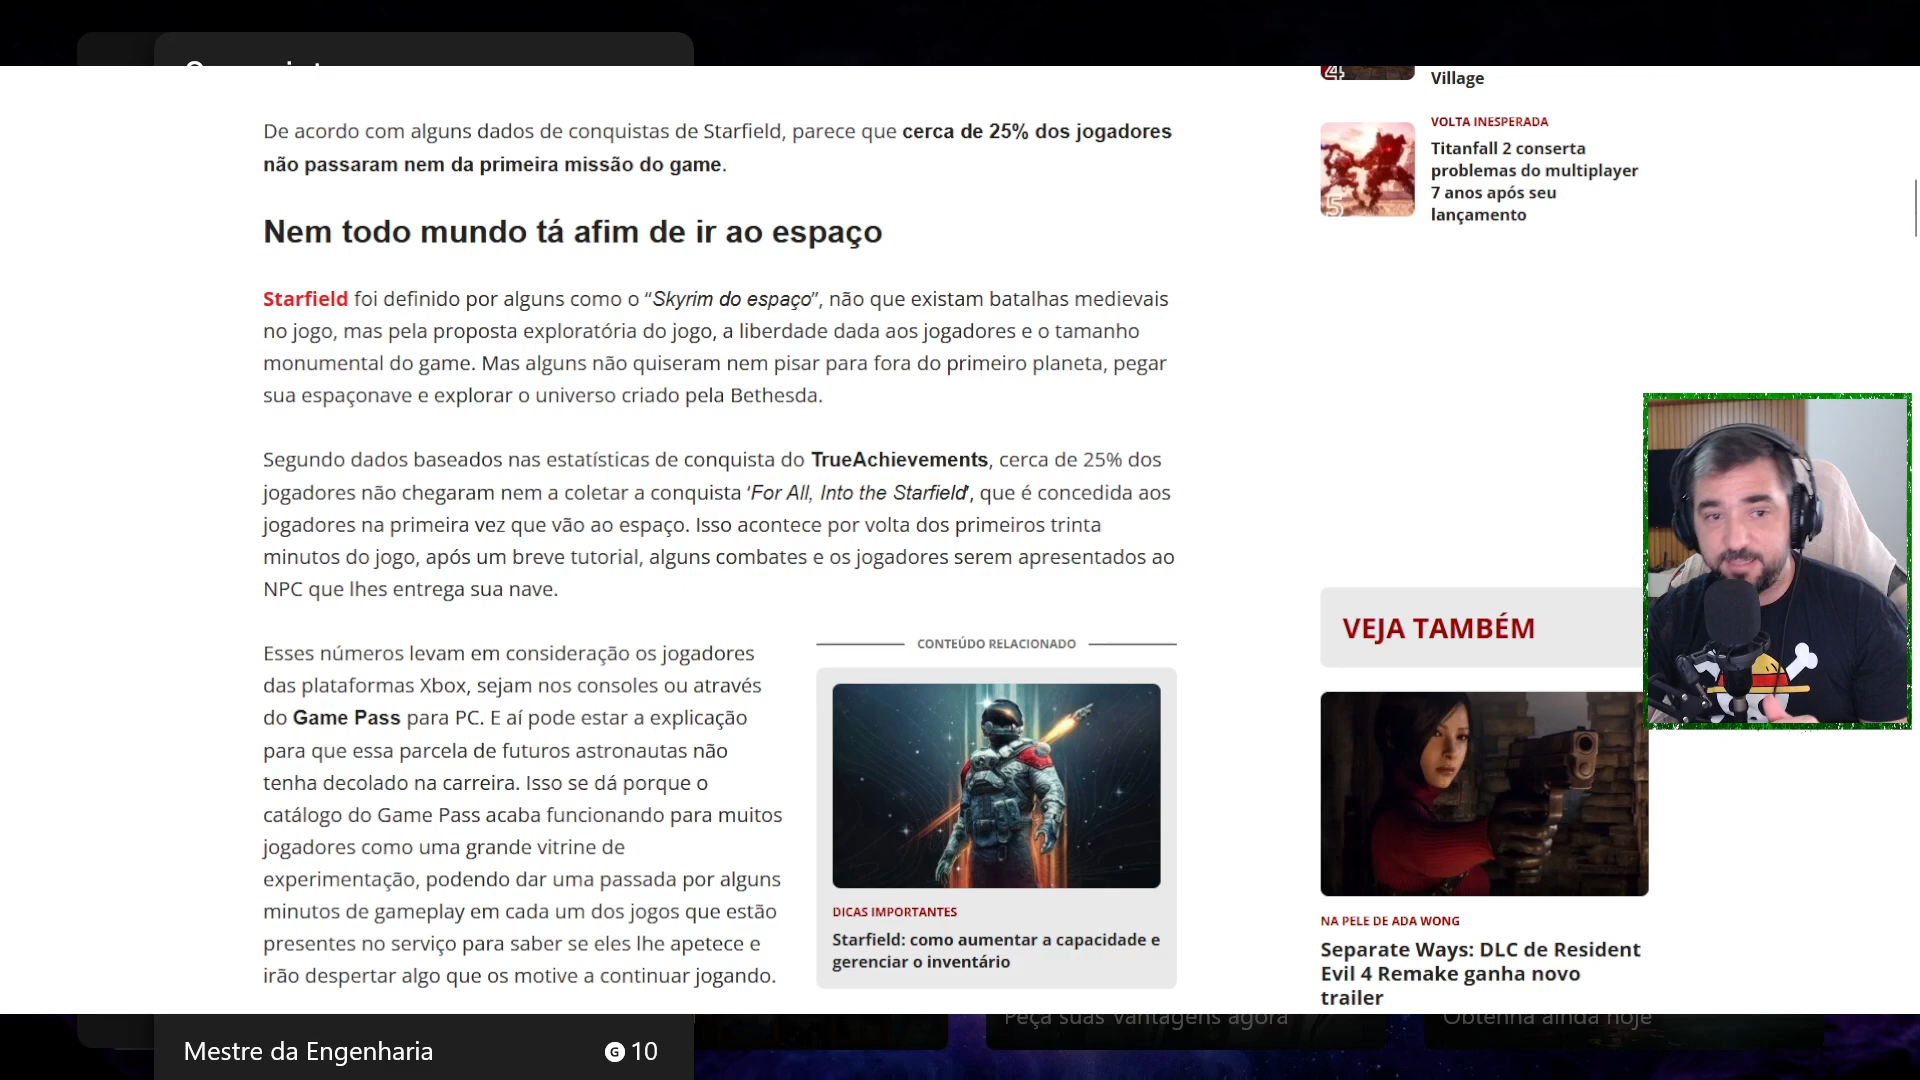 De acordo com alguns dados de conquistas de Starfield, parece que cerca de 25% dos jogadores
não passaram nem da primeira missão do game.
Nem todo mundo tá afim de ir ao espaço
Starfield foi definido por alguns como o “Skyrim do espaço”, não que existam batalhas medievais
no jogo, mas pela proposta exploratória do jogo, a liberdade dada aos jogadores e o tamanho
monumental do game. Mas alguns não quiseram nem pisar para fora do primeiro planeta, pegar
sua espaçonave e explorar o universo criado pela Bethesda.
Segundo dados baseados nas estatísticas de conquista do TrueAchievements, cerca de 25% dos
jogadores não chegaram nem a coletar a conquista ‘For All, Into the Starfield’, que é concedida aos
jogadores na primeira vez que vão ao espaço. Isso acontece por volta dos primeiros trinta
minutos do jogo, após um breve tutorial, alguns combates e os jogadores serem apresentados ao
NPC que lhes entrega sua nave.
Esses números levam em consideração os jogadores
das plataformas Xbox, sejam nos consoles ou através
do Game Pass para PC. E aí pode estar a explicação
para que essa parcela de futuros astronautas não
tenha decolado na carreira. Isso se dá porque o
catálogo do Game Pass acaba funcionando para muitos
jogadores como uma grande vitrine de
experimentação, podendo dar uma passada por alguns
minutos de gameplay em cada um dos jogos que estão
presentes no serviço para saber se eles lhe apetece e
irão despertar algo que os motive a continuar jogando.
CONTEÚDO RELACIONADO
DICAS IMPORTANTES
Starfield: como aumentar a capacidade e
gerenciar o inventário
4
Village
5
VOLTA INESPERADA
Titanfall 2 conserta
problemas do multiplayer
7 anos após seu
lançamento
VEJA TAMBÉM
NA PELE DE ADA WONG
Separate Ways: DLC de Resident
Evil 4 Remake ganha novo
trailer
Mestre da Engenharia
G 10
Peça suas vantagens agora
Obtenha ainda hoje